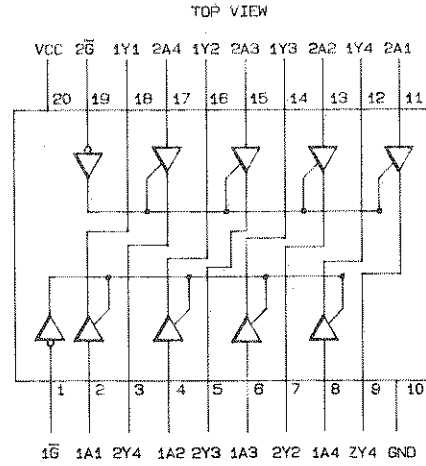 TOP VIEW
VCC 2G̅ 1Y1 2A4 1Y2 2A3 1Y3 2A2 1Y4 2A1
20 19 18 17 16 15 14 13 12 11
1 2 3 4 5 6 7 8 9 10
1G̅ 1A1 2Y4 1A2 2Y3 1A3 2Y2 1A4 ZY4 GND